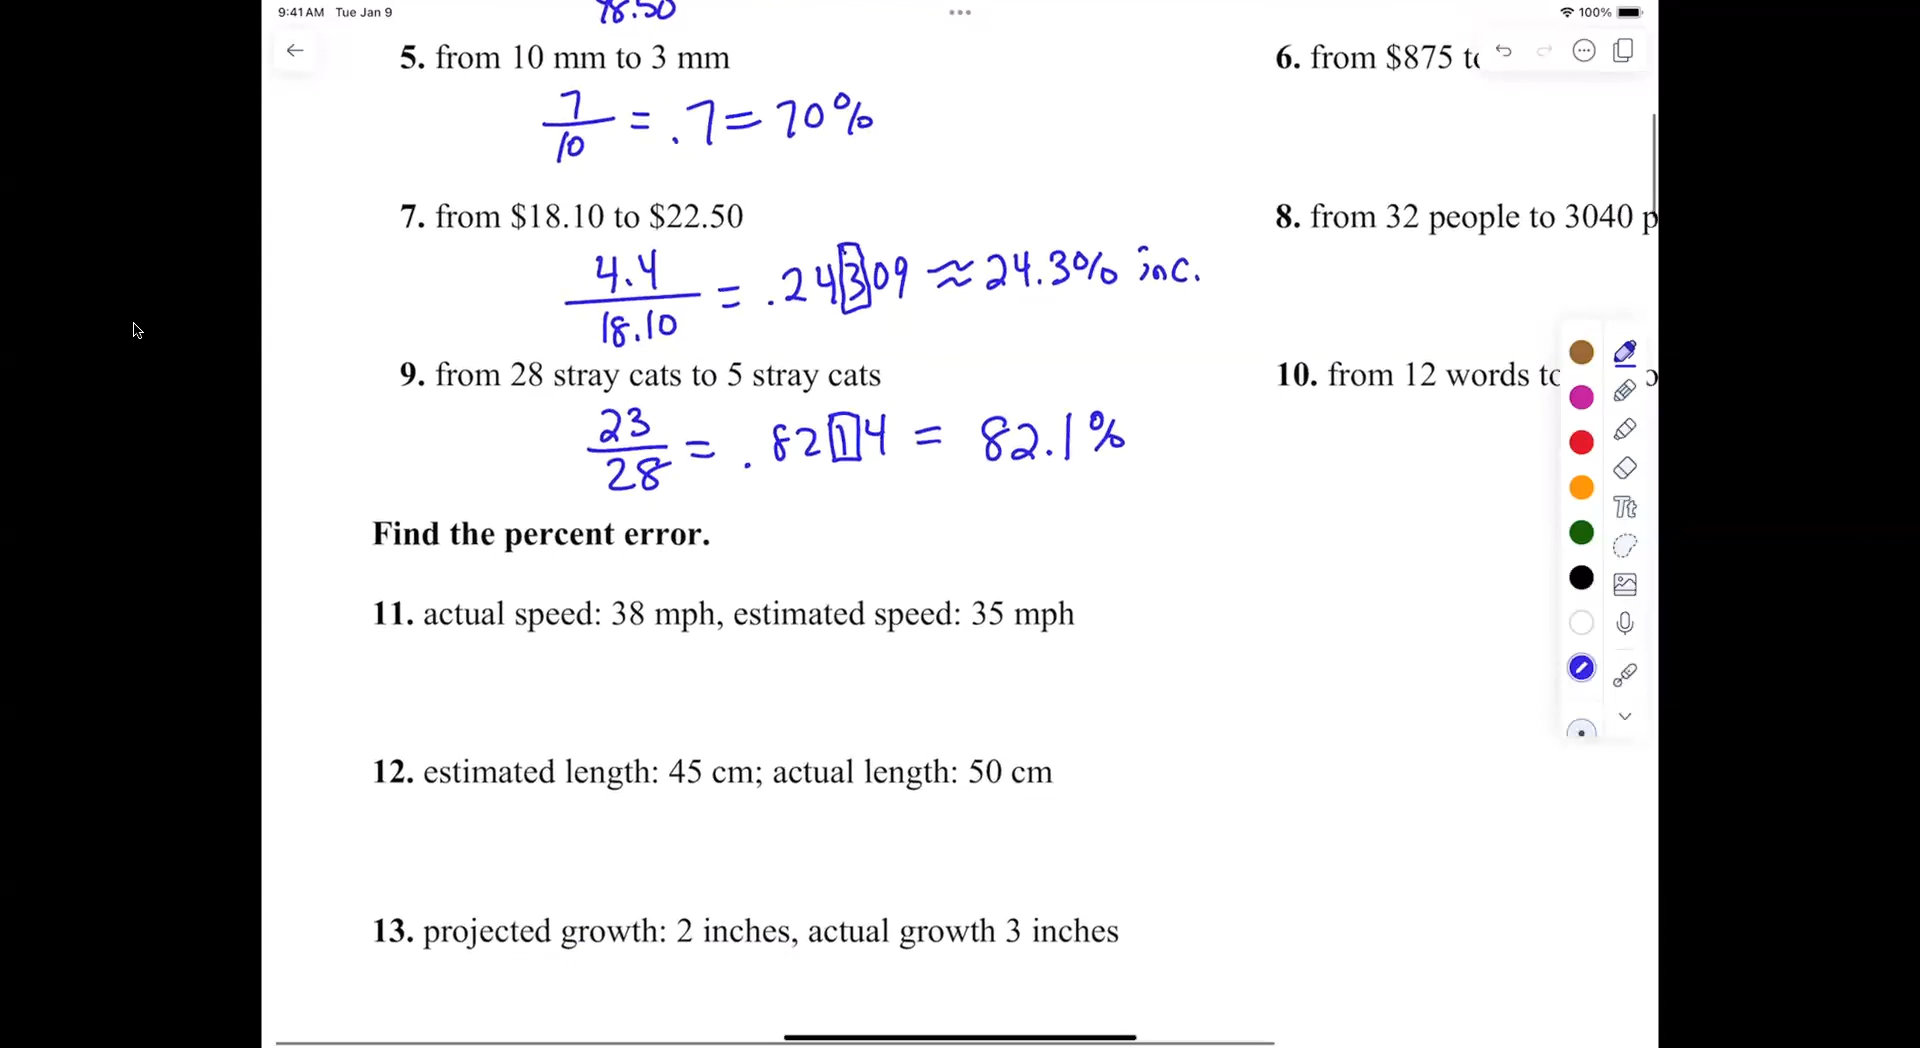 9:41 AM Tue Jan 9
100%
18.50
5. from 10 mm to 3 mm
6. from $875
7/10 = .7 = 70%
7. from $18.10 to $22.50
8. from 32 people to 3040 p
4.4/18.10 = .24309 ≈ 24.3% inc.
9. from 28 stray cats to 5 stray cats
10. from 12 words to
23/28 = .8214 = 82.1%
Find the percent error.
11. actual speed: 38 mph, estimated speed: 35 mph
12. estimated length: 45 cm; actual length: 50 cm
13. projected growth: 2 inches, actual growth 3 inches
Tt